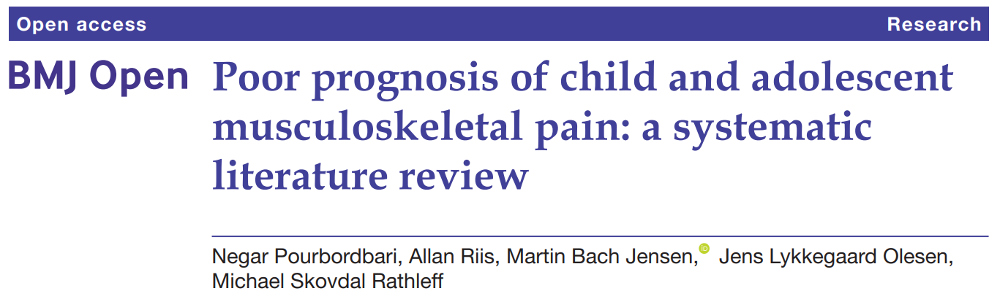 Open access
Research
BMJ Open
Poor prognosis of child and adolescent
musculoskeletal pain: a systematic
literature review
Negar Pourbordbari, Allan Riis, Martin Bach Jensen, iD Jens Lykkegaard Olesen,
Michael Skovdal Rathleff